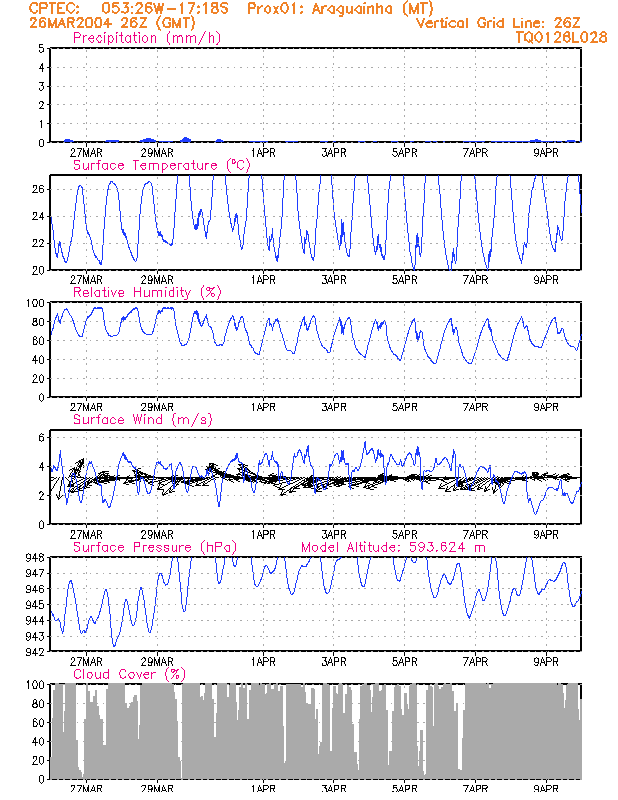 CPTEC: 053:26W-17:18S Prox01: Araguainha (MT)
26MAR2004 26Z (GMT) Vertical Grid Line: 26Z
Precipitation (mm/h) TQ0126L028
5
4
3
2
1
0
27MAR 29MAR 1APR 3APR 5APR 7APR 9APR
Surface Temperature (°C)
26
24
22
20
27MAR 29MAR 1APR 3APR 5APR 7APR 9APR
Relative Humidity (%)
100
80
60
40
20
0
27MAR 29MAR 1APR 3APR 5APR 7APR 9APR
Surface Wind (m/s)
6
4
2
0
27MAR 29MAR 1APR 3APR 5APR 7APR 9APR
Surface Pressure (hPa) Model Altitude: 593.624 m
948
947
946
945
944
943
942
27MAR 29MAR 1APR 3APR 5APR 7APR 9APR
Cloud Cover (%)
100
80
60
40
20
0
27MAR 29MAR 1APR 3APR 5APR 7APR 9APR